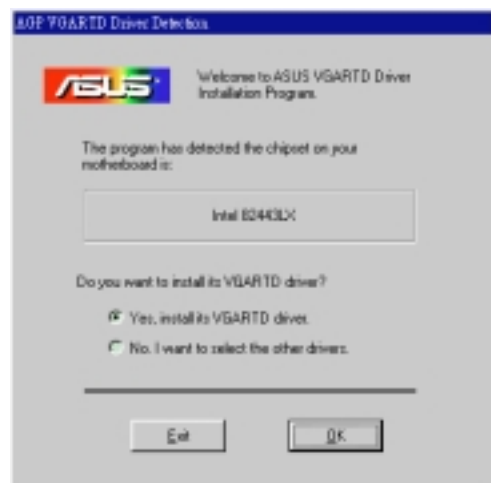 AGP VGARTD Driver Detection
ASUS
Welcome to ASUS VGARTD Driver
Installation Program.
The program has detected the chipset on your
motherboard is:
Intel 82443LX
Do you want to install its VGARTD driver?
Yes, install its VGARTD driver.
No. I want to select the other drivers.
Exit
OK